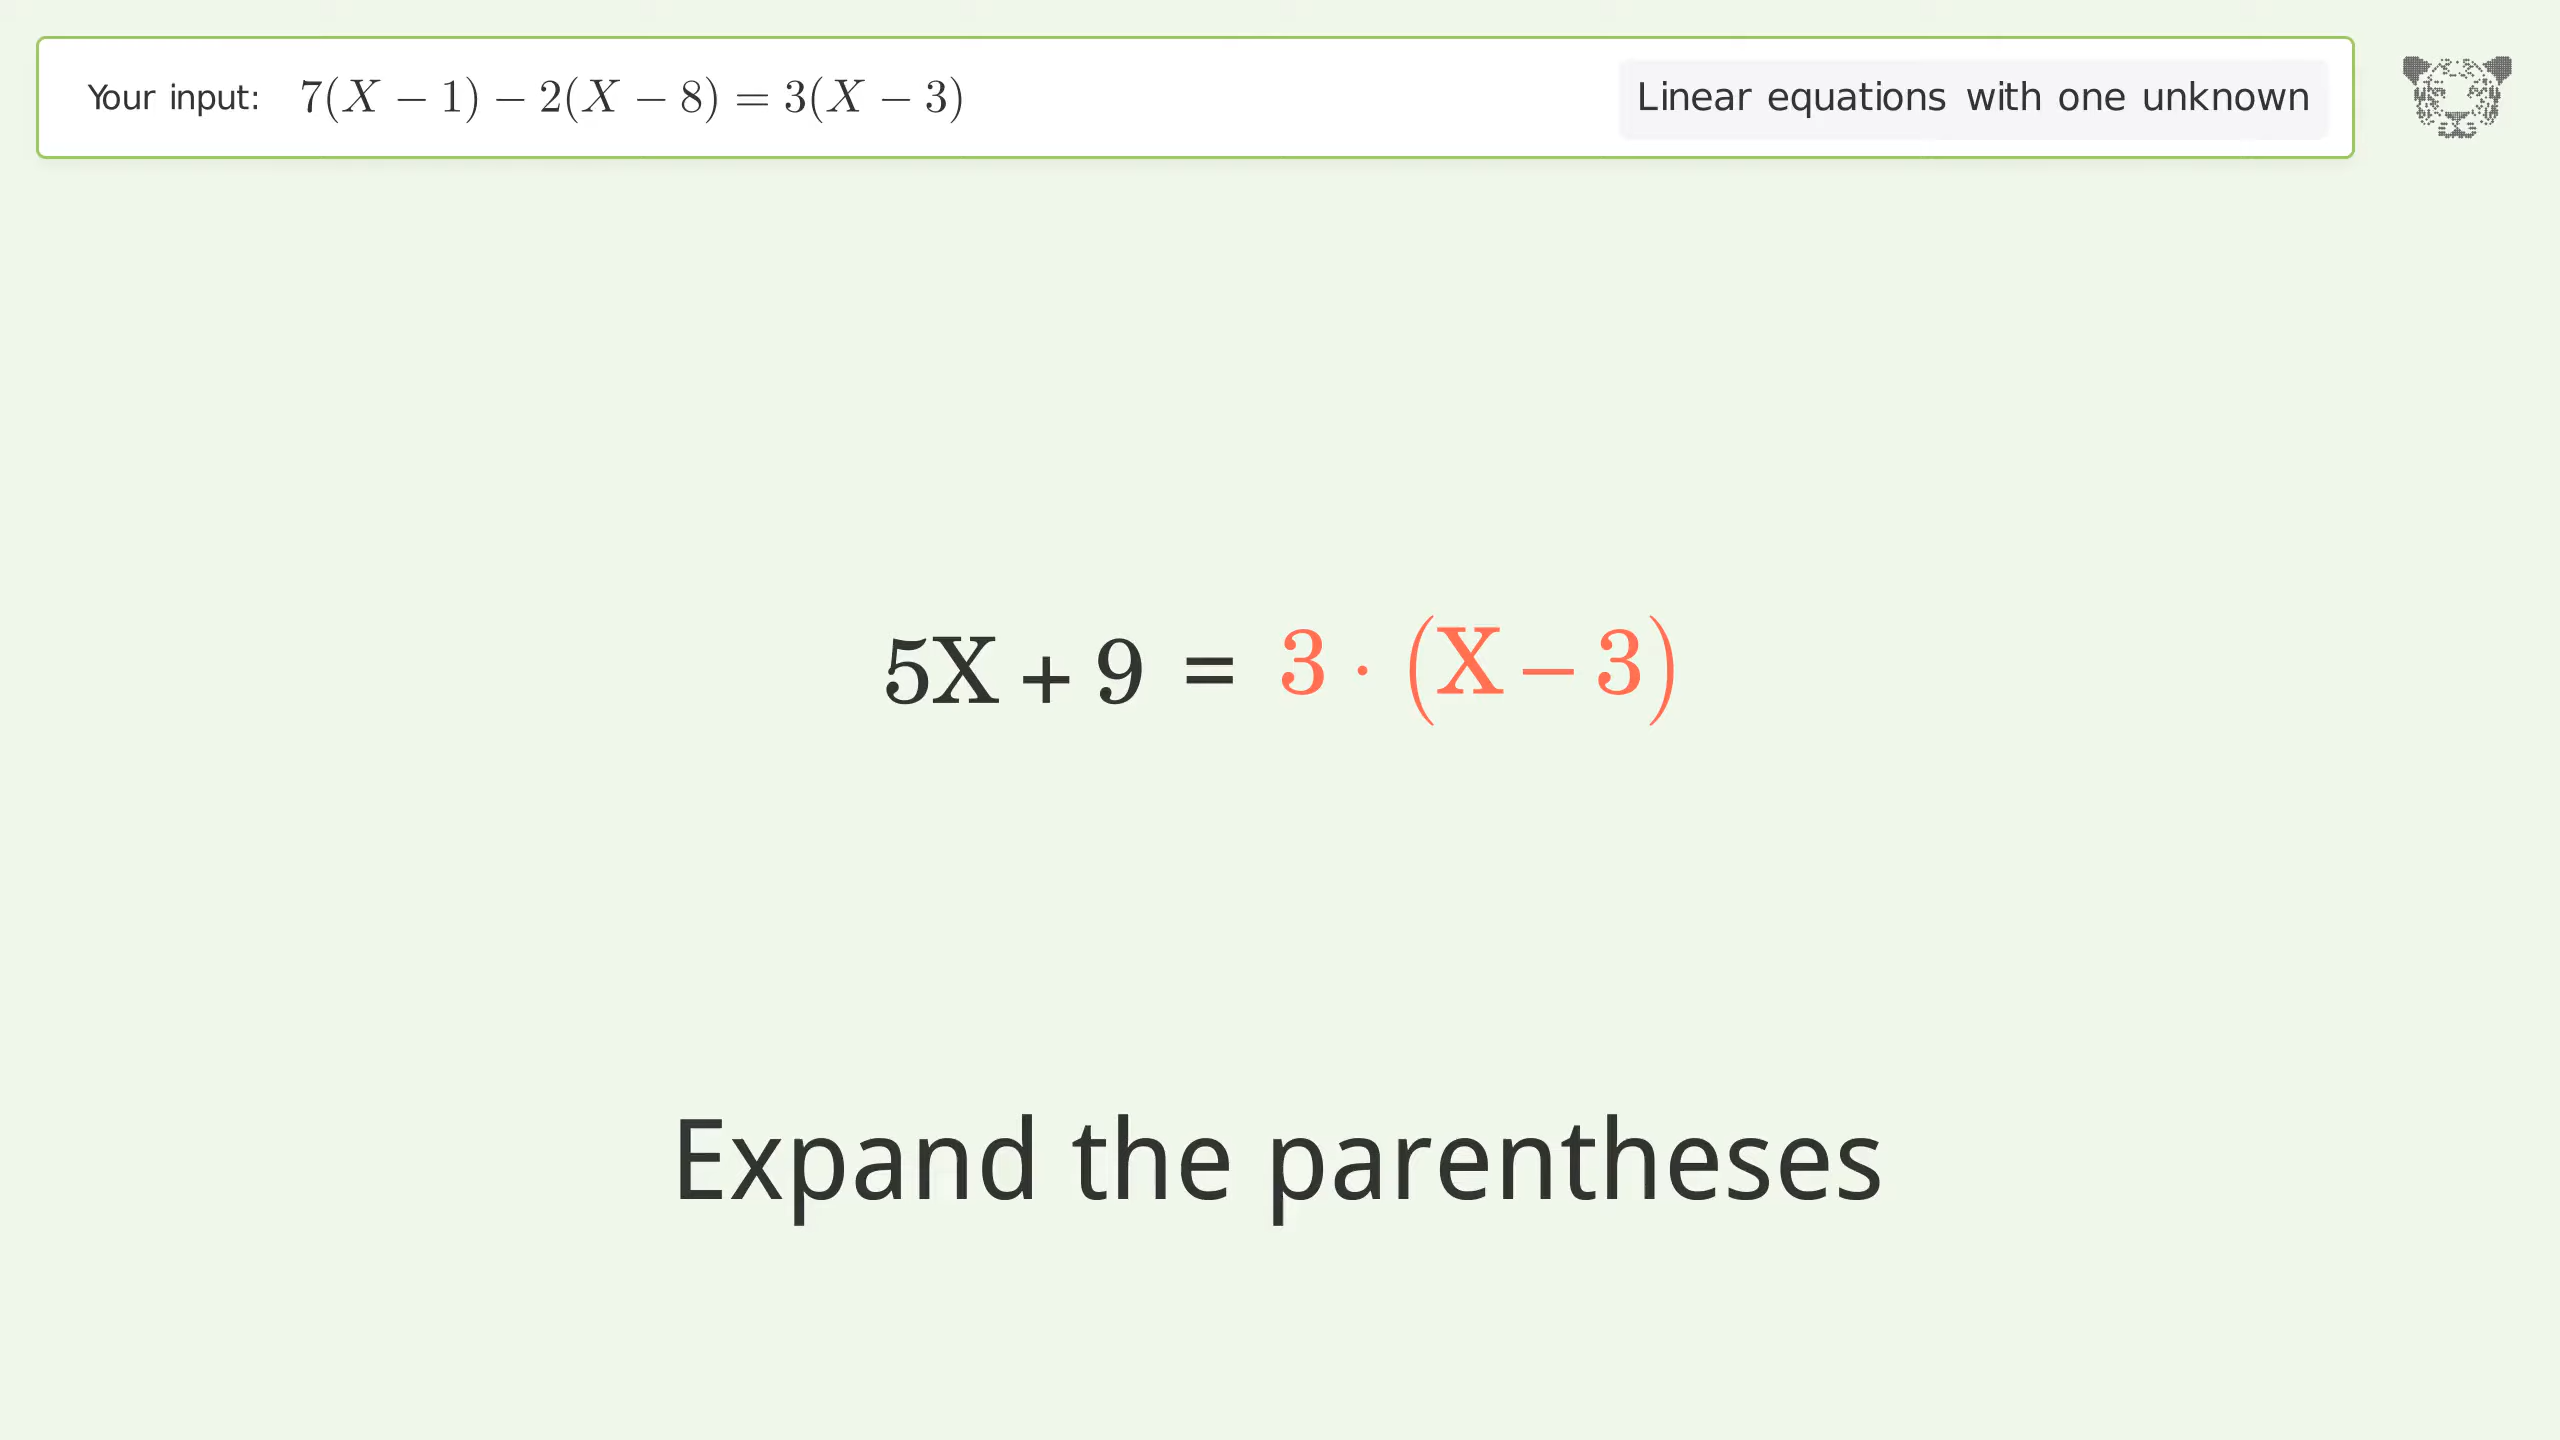 Your input: 7(X − 1) − 2(X − 8) = 3(X − 3)
Linear equations with one unknown
5X + 9 = 3 · (X − 3)
Expand the parentheses